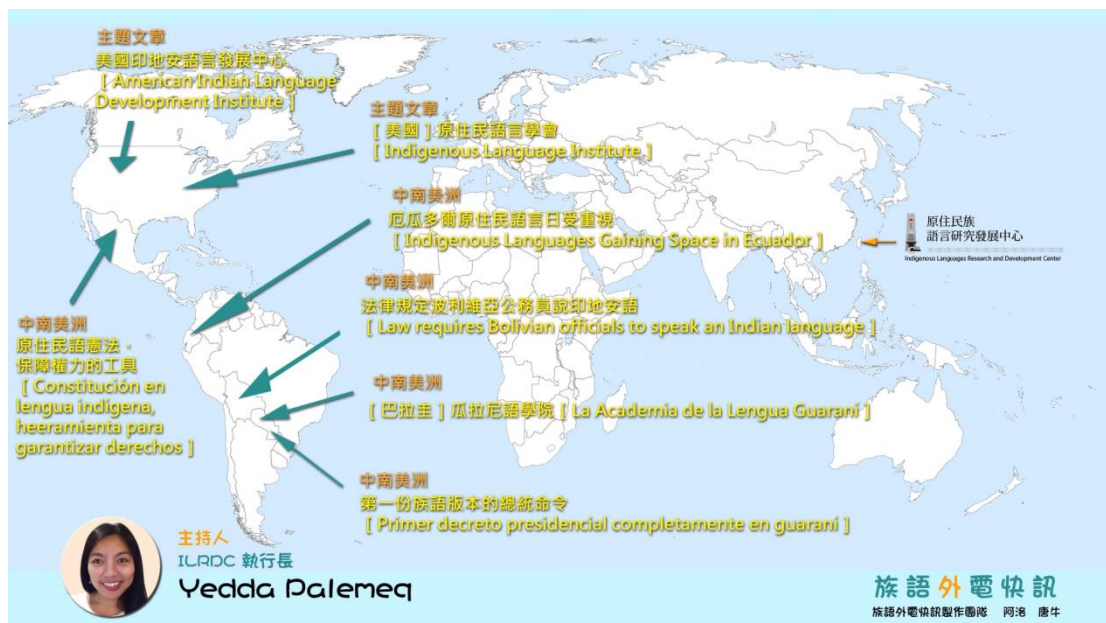 主題文章
美國印地安語言發展中心
[ American Indian Language
Development Institute ]
主題文章
[ 美國 ] 原住民語言學會
[ Indigenous Language Institute ]
中南美洲
厄瓜多爾原住民語言日受重視
[ Indigenous Languages Gaining Space in Ecuador ]
原住民族
語言研究發展中心
Indigenous Languages Research and Development Center
中南美洲
法律規定波利維亞公務員說印地安語
[ Law requires Bolivian officials to speak an Indian language ]
中南美洲
原住民語憲法，
保障權力的工具
[ Constitución en
lengua indígena,
heeramienta para
garantizar derechos ]
中南美洲
[ 巴拉圭 ] 瓜拉尼語學院 [ La Academia de la Lengua Guaraní ]
中南美洲
第一份族語版本的總統命令
[ Primer decreto presidencial completamente en guaraní ]
主持人
ILRDC 執行長
Yedda Palemeq
族語外電快訊
族語外電快訊製作團隊 阿洛 唐牛